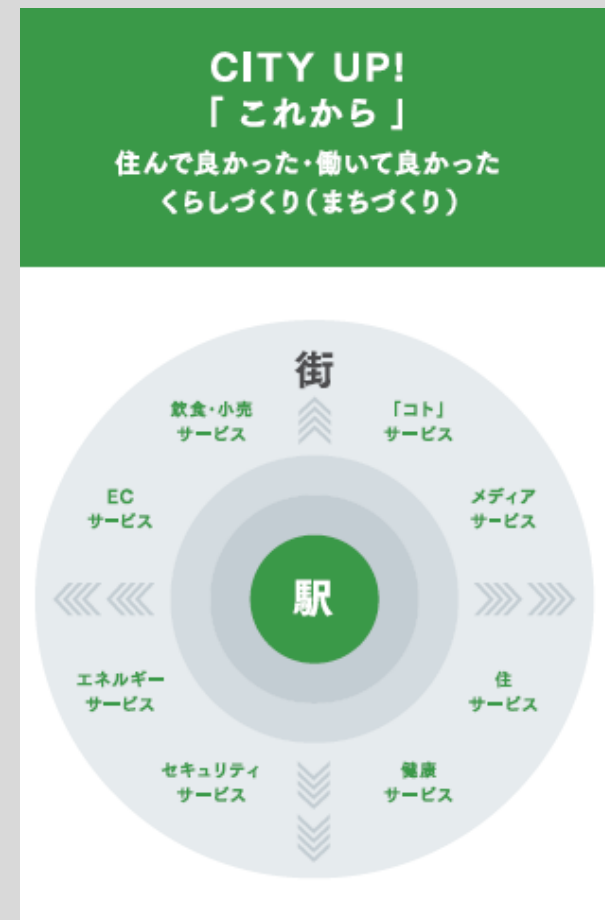 CITY UP!
「 これから 」
住んで良かった・働いて良かった
くらしづくり(まちづくり)
街
飲食・小売
サービス
「コト」
サービス
EC
サービス
メディア
サービス
駅
エネルギー
サービス
住
サービス
セキュリティ
サービス
健康
サービス